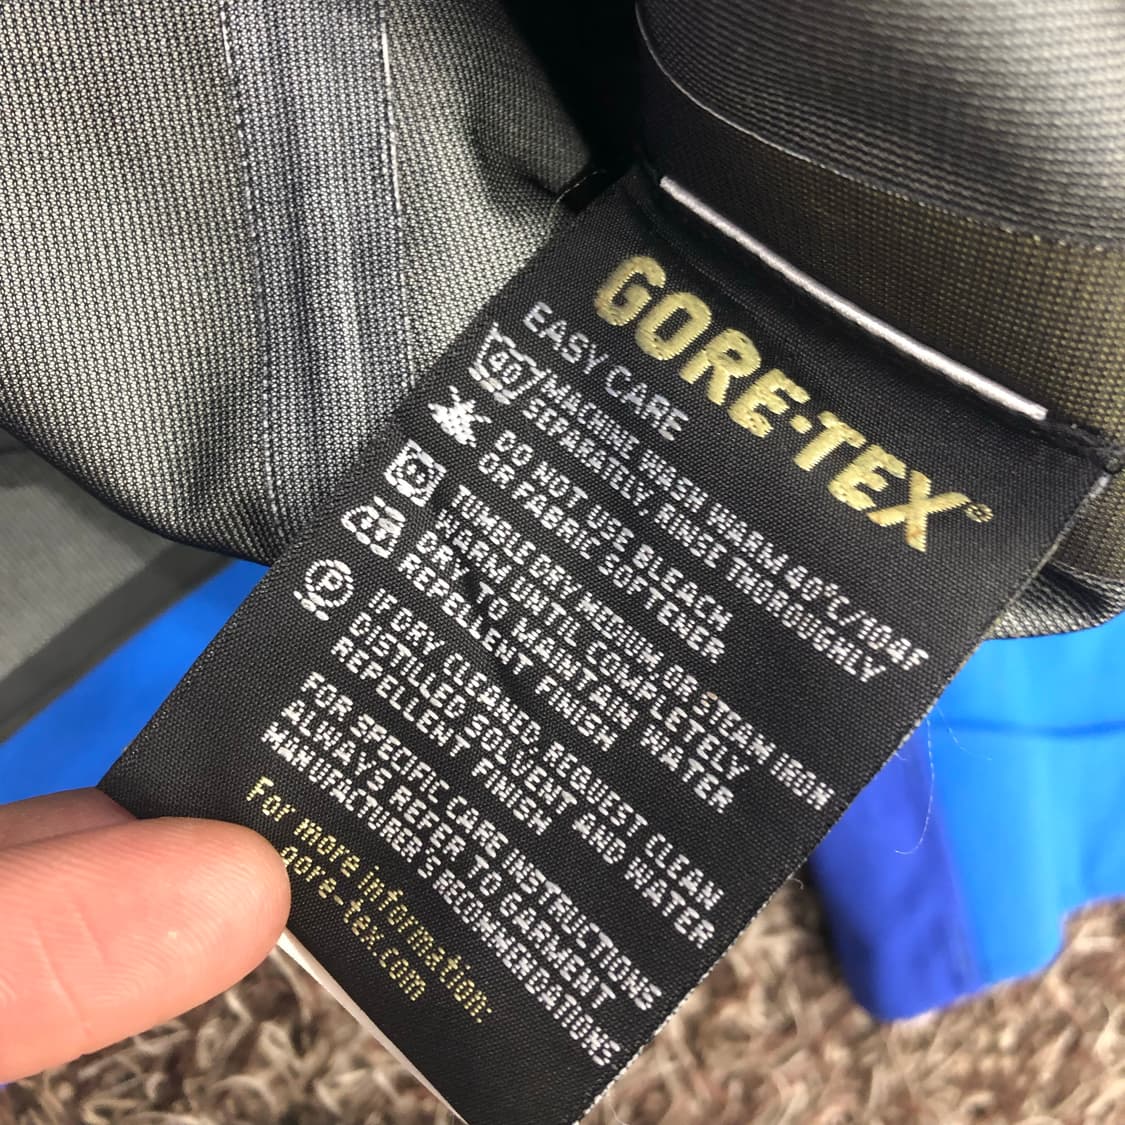 GORE-TEX®
EASY CARE
40 MACHINE WASH WARM 40°C/104F
SEPARATELY, RINSE THOROUGHLY
DO NOT USE BLEACH
OR FABRIC SOFTENER
TUMBLE DRY MEDIUM OR STEAM IRON
WARM UNTIL COMPLETELY
DRY TO MAINTAIN WATER
REPELLENT FINISH
P IF DRY CLEANED, REQUEST CLEAN
DISTILLED SOLVENT AND WATER
REPELLENT FINISH
FOR SPECIFIC CARE INSTRUCTIONS
ALWAYS REFER TO GARMENT
MANUFACTURER'S RECOMMENDATIONS
For more information:
gore-tex.com